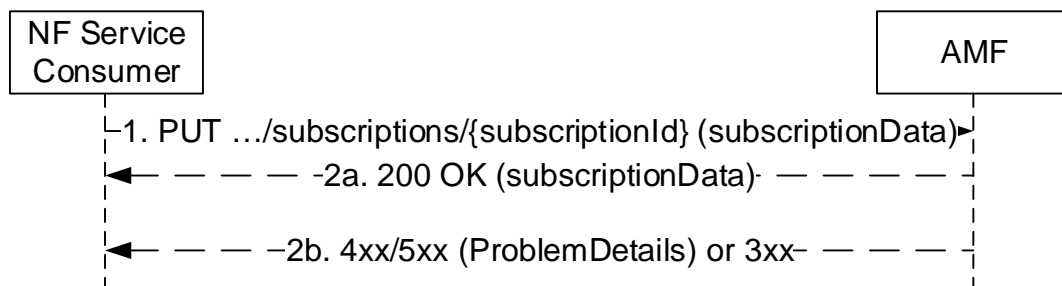 NF Service
Consumer
AMF
1. PUT …/subscriptions/{subscriptionId} (subscriptionData)
2a. 200 OK (subscriptionData)
2b. 4xx/5xx (ProblemDetails) or 3xx